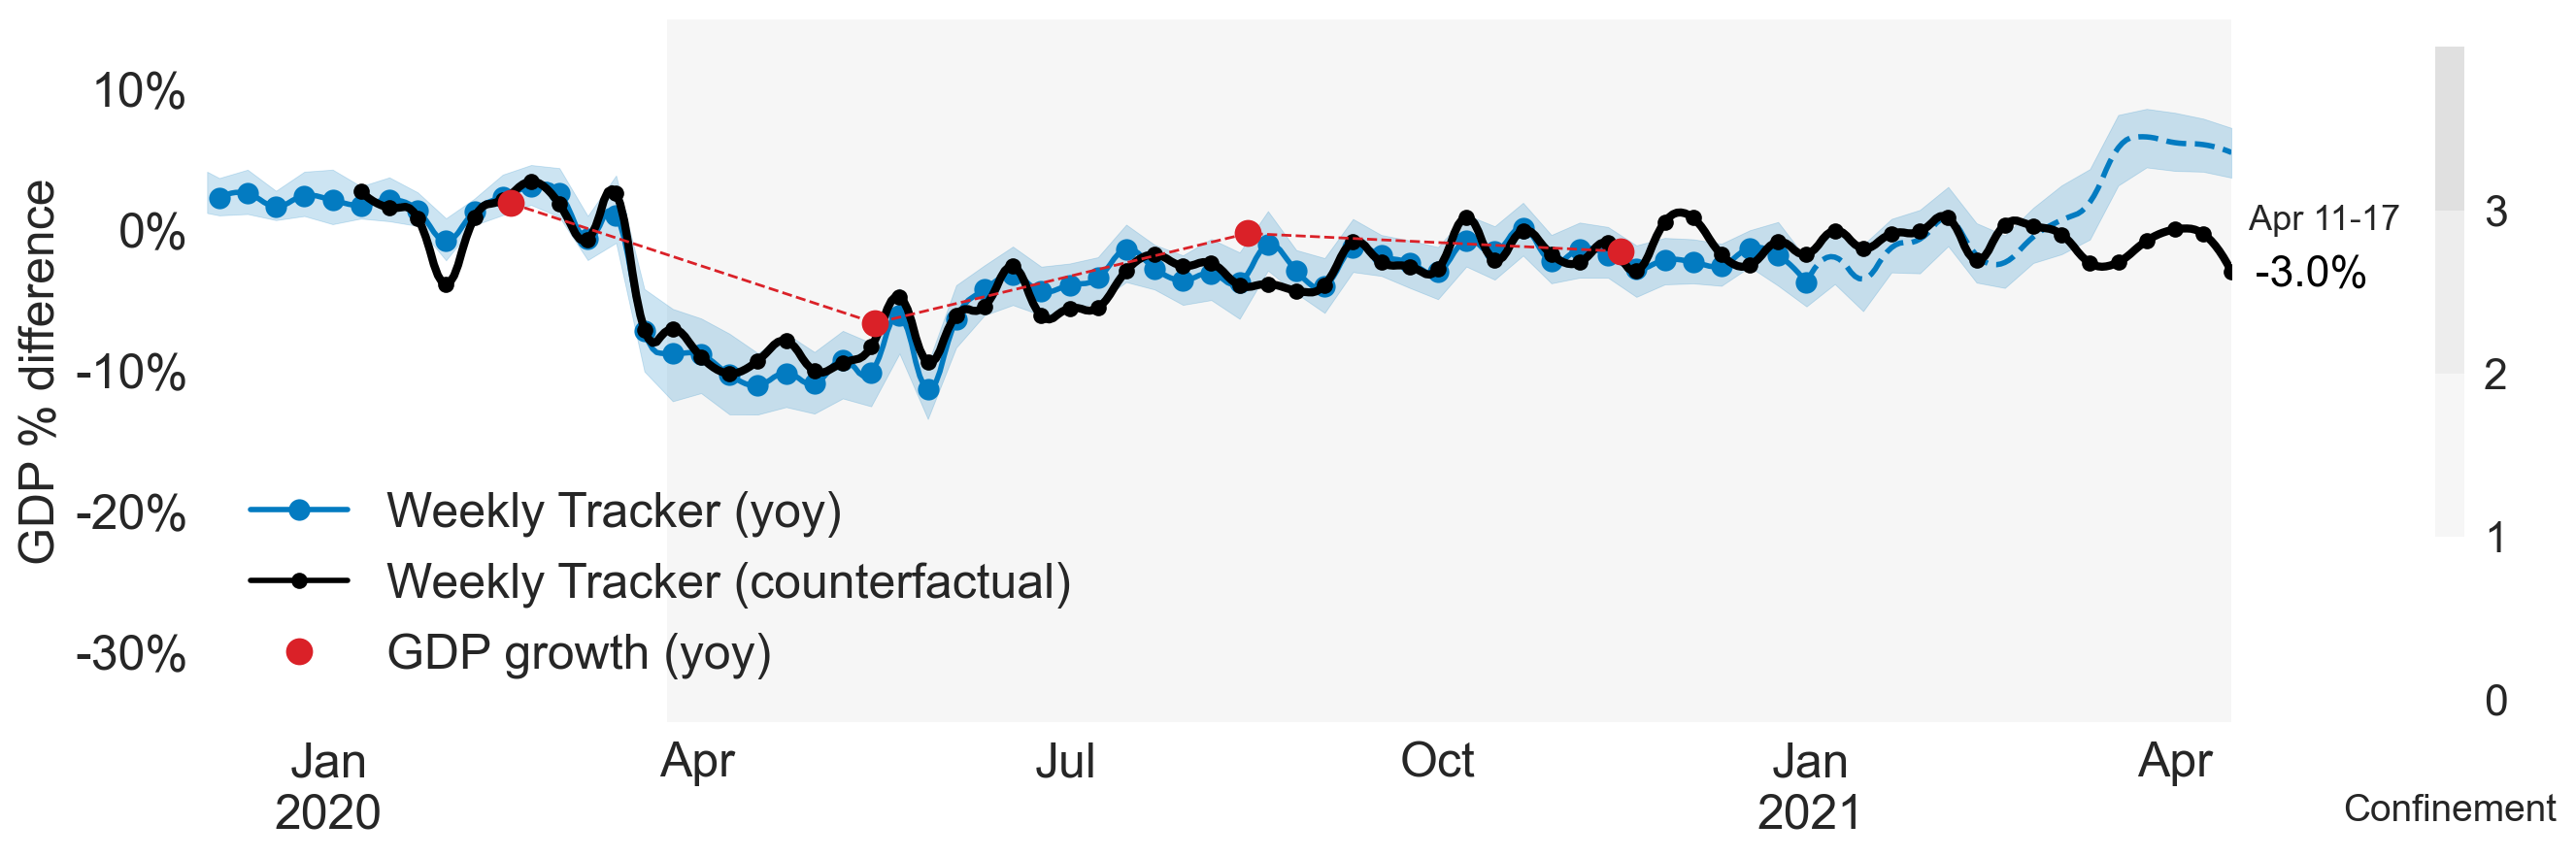 GDP % difference
10%
0%
-10%
-20%
-30%
Weekly Tracker (yoy)
Weekly Tracker (counterfactual)
GDP growth (yoy)
Jan
2020
Apr
Jul
Oct
Jan
2021
Apr
Apr 11-17
-3.0%
3
2
1
0
Confinement